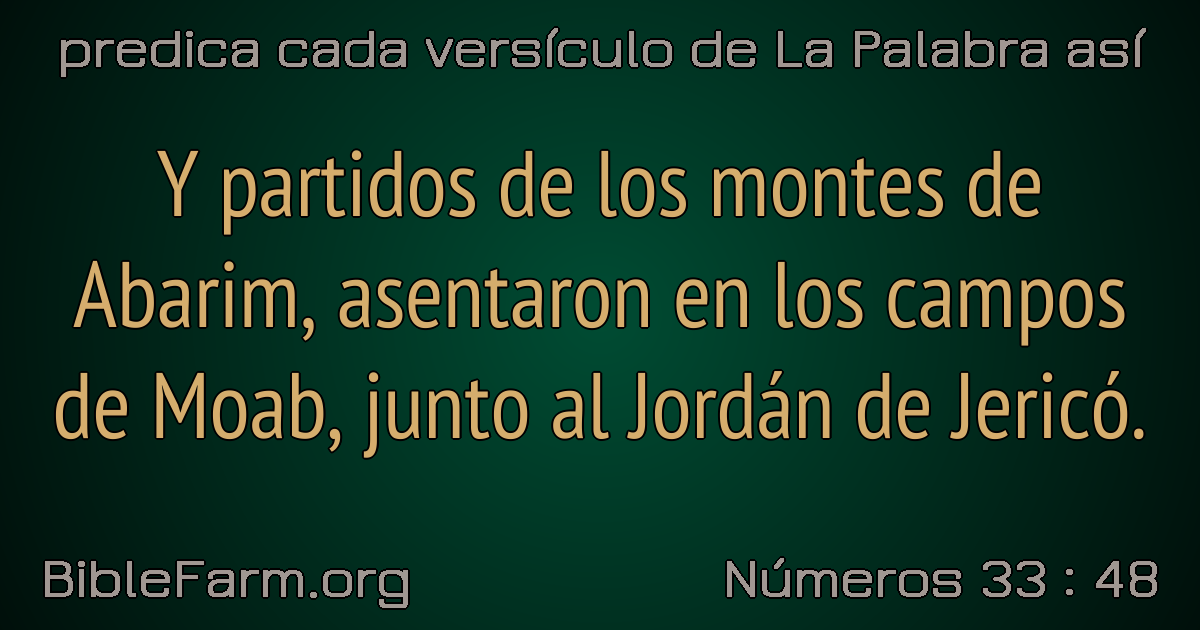 predica cada versículo de La Palabra así
Y partidos de los montes de
Abarim, asentaron en los campos
de Moab, junto al Jordán de Jericó.
BibleFarm.org
Números 33 : 48